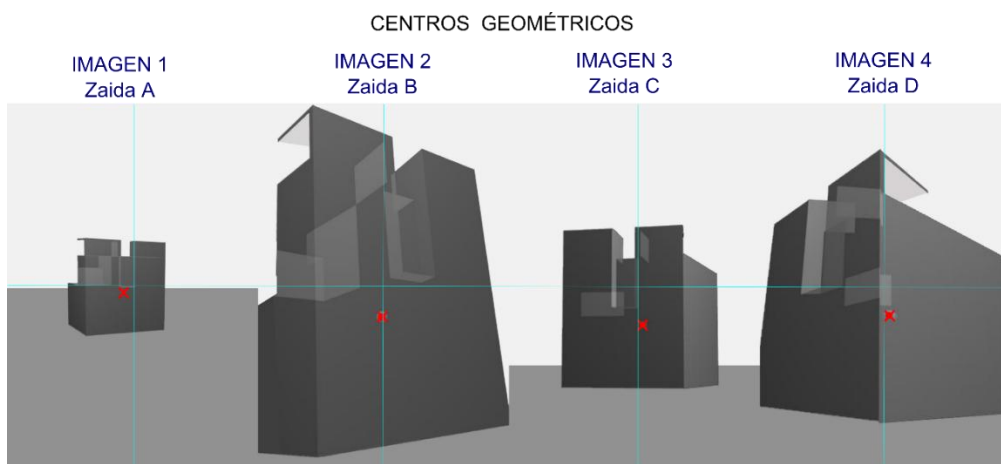 CENTROS GEOMÉTRICOS
IMAGEN 1
Zaida A
IMAGEN 2
Zaida B
IMAGEN 3
Zaida C
IMAGEN 4
Zaida D